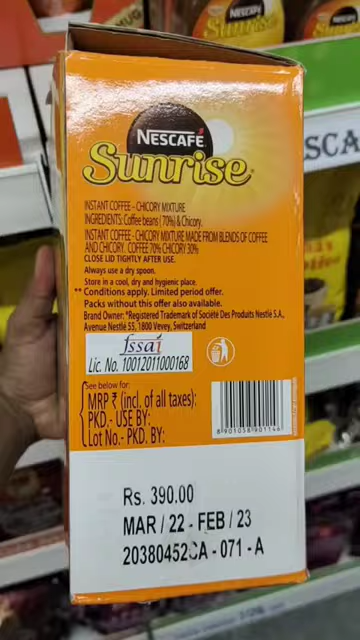 NESCAFÉ
Sunrise
NESCAFÉ
Sunrise
INSTANT COFFEE - CHICORY MIXTURE
INGREDIENTS: Coffee beans (70%) & Chicory.
INSTANT COFFEE - CHICORY MIXTURE MADE FROM BLENDS OF COFFEE
AND CHICORY. COFFEE 70% CHICORY 30%
CLOSE LID TIGHTLY AFTER USE.
Always use a dry spoon.
Store in a cool, dry and hygienic place.
** Conditions apply. Limited period offer.
Packs without this offer also available.
Brand Owner: *Registered Trademark of Société Des Produits Nestlé S.A.,
Avenue Nestlé 55, 1800 Vevey, Switzerland
fssai
Lic. No. 10012011000168
See below for:
MRP ₹ (incl. of all taxes):
PKD.- USE BY:
Lot No.- PKD. BY:
Rs. 390.00
MAR / 22 - FEB / 23
20380452CA - 071 - A
SCA